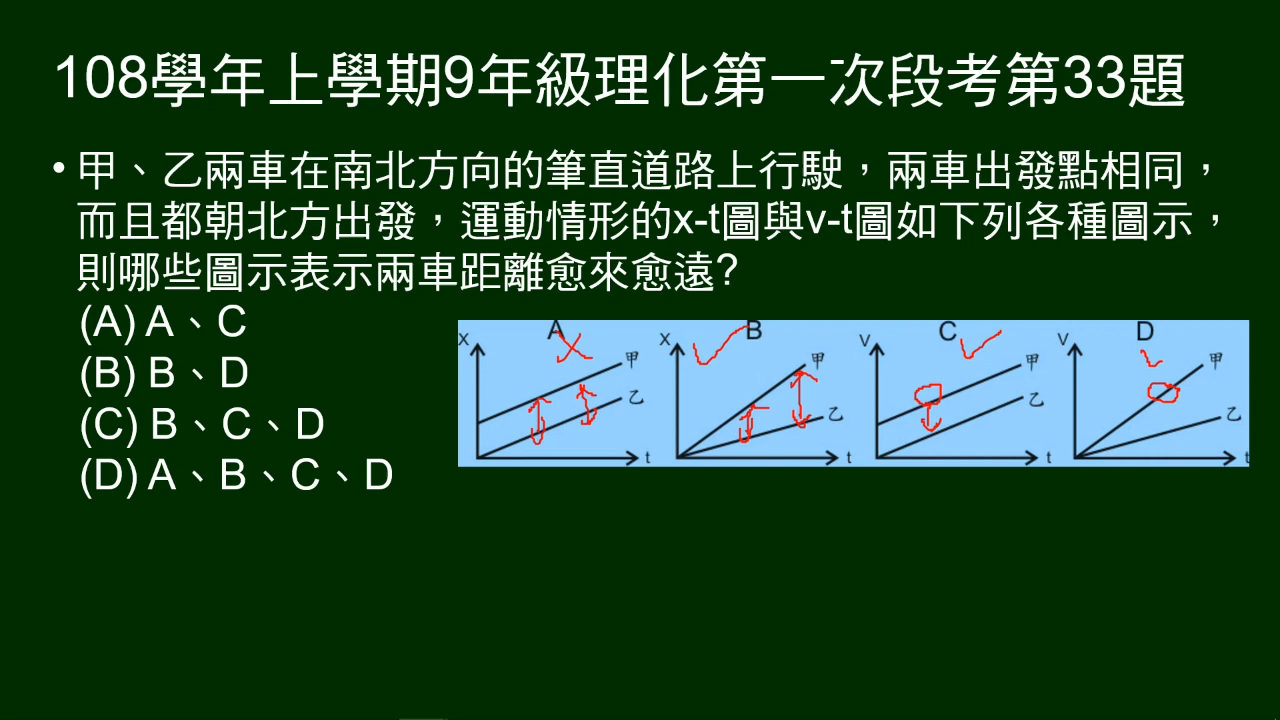 108學年上學期9年級理化第一次段考第33題
• 甲、乙兩車在南北方向的筆直道路上行駛，兩車出發點相同，
而且都朝北方出發，運動情形的x-t圖與v-t圖如下列各種圖示，
則哪些圖示表示兩車距離愈來愈遠?
(A) A、C
(B) B、D
(C) B、C、D
(D) A、B、C、D
A B C D
X 甲 X 甲 V 甲 V 甲
乙 乙 乙 乙
t t t t